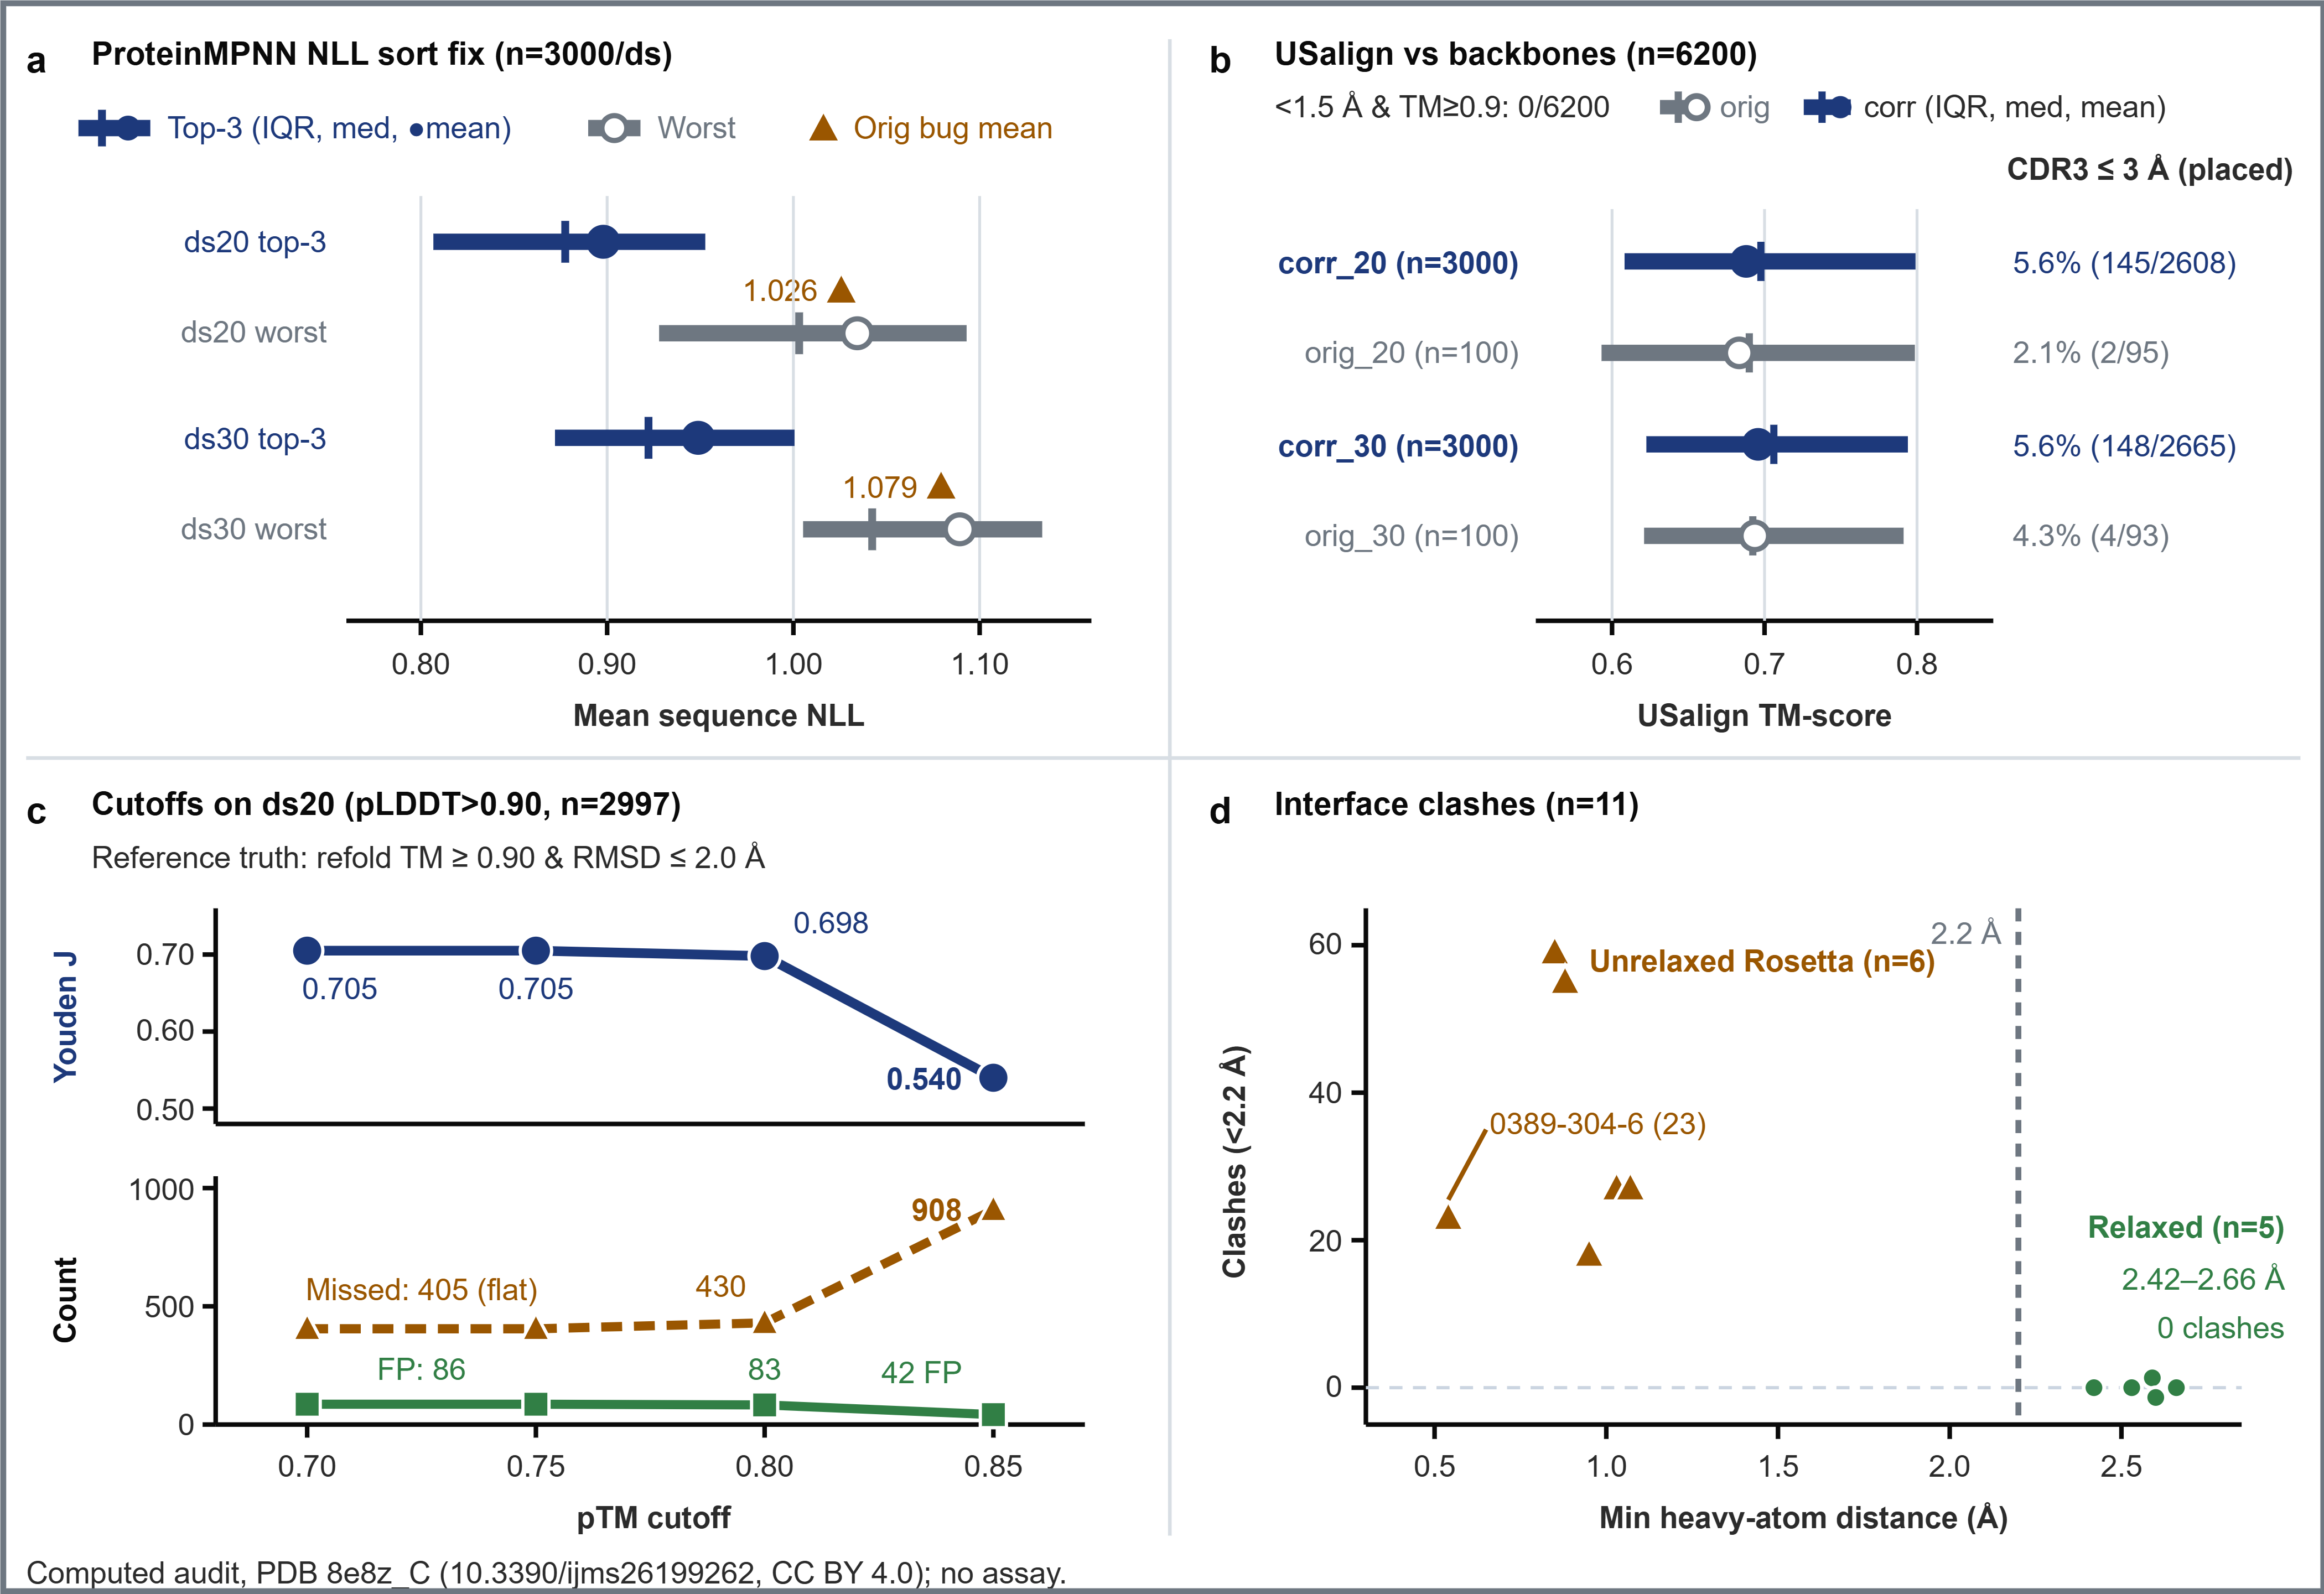 a ProteinMPNN NLL sort fix (n=3000/ds)
Top-3 (IQR, med, ●mean) Worst Orig bug mean
ds20 top-3
1.026
ds20 worst
ds30 top-3
1.079
ds30 worst
0.80 0.90 1.00 1.10
Mean sequence NLL
b USalign vs backbones (n=6200)
<1.5 Å & TM≥0.9: 0/6200 orig corr (IQR, med, mean)
CDR3 ≤ 3 Å (placed)
corr_20 (n=3000) 5.6% (145/2608)
orig_20 (n=100) 2.1% (2/95)
corr_30 (n=3000) 5.6% (148/2665)
orig_30 (n=100) 4.3% (4/93)
0.6 0.7 0.8
USalign TM-score
c Cutoffs on ds20 (pLDDT>0.90, n=2997)
Reference truth: refold TM ≥ 0.90 & RMSD ≤ 2.0 Å
Youden J
0.70
0.60
0.50
0.705 0.705 0.698 0.540
Count
1000
500
0
Missed: 405 (flat) 430 908
FP: 86 83 42 FP
0.70 0.75 0.80 0.85
pTM cutoff
d Interface clashes (n=11)
Clashes (<2.2 Å)
60
40
20
0
2.2 Å
Unrelaxed Rosetta (n=6)
0389-304-6 (23)
Relaxed (n=5)
2.42–2.66 Å
0 clashes
0.5 1.0 1.5 2.0 2.5
Min heavy-atom distance (Å)
Computed audit, PDB 8e8z_C (10.3390/ijms26199262, CC BY 4.0); no assay.